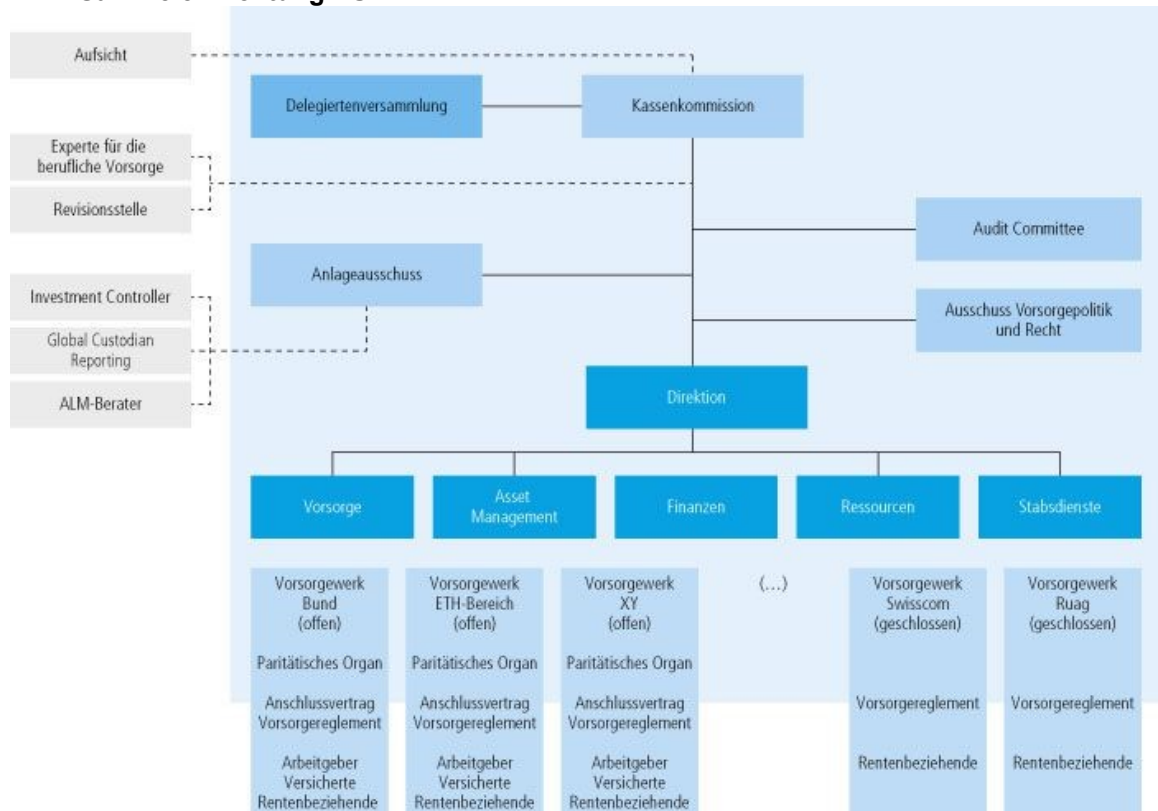 Aufsicht
Delegiertenversammlung
Kassenkommission
Experte für die
berufliche Vorsorge
Revisionsstelle
Audit Committee
Anlageausschuss
Investment Controller
Ausschuss Vorsorgepolitik
und Recht
Global Custodian
Reporting
ALM-Berater
Direktion
Vorsorge
Asset
Management
Finanzen
Ressourcen
Stabsdienste
Vorsorgewerk
Bund
(offen)
Paritätisches Organ
Anschlussvertrag
Vorsorgereglement
Arbeitgeber
Versicherte
Rentenbeziehende
Vorsorgewerk
ETH-Bereich
(offen)
Paritätisches Organ
Anschlussvertrag
Vorsorgereglement
Arbeitgeber
Versicherte
Rentenbeziehende
Vorsorgewerk
XY
(offen)
Paritätisches Organ
Anschlussvertrag
Vorsorgereglement
Arbeitgeber
Versicherte
Rentenbeziehende
(...)
Vorsorgewerk
Swisscom
(geschlossen)
Vorsorgereglement
Rentenbeziehende
Vorsorgewerk
Ruag
(geschlossen)
Vorsorgereglement
Rentenbeziehende